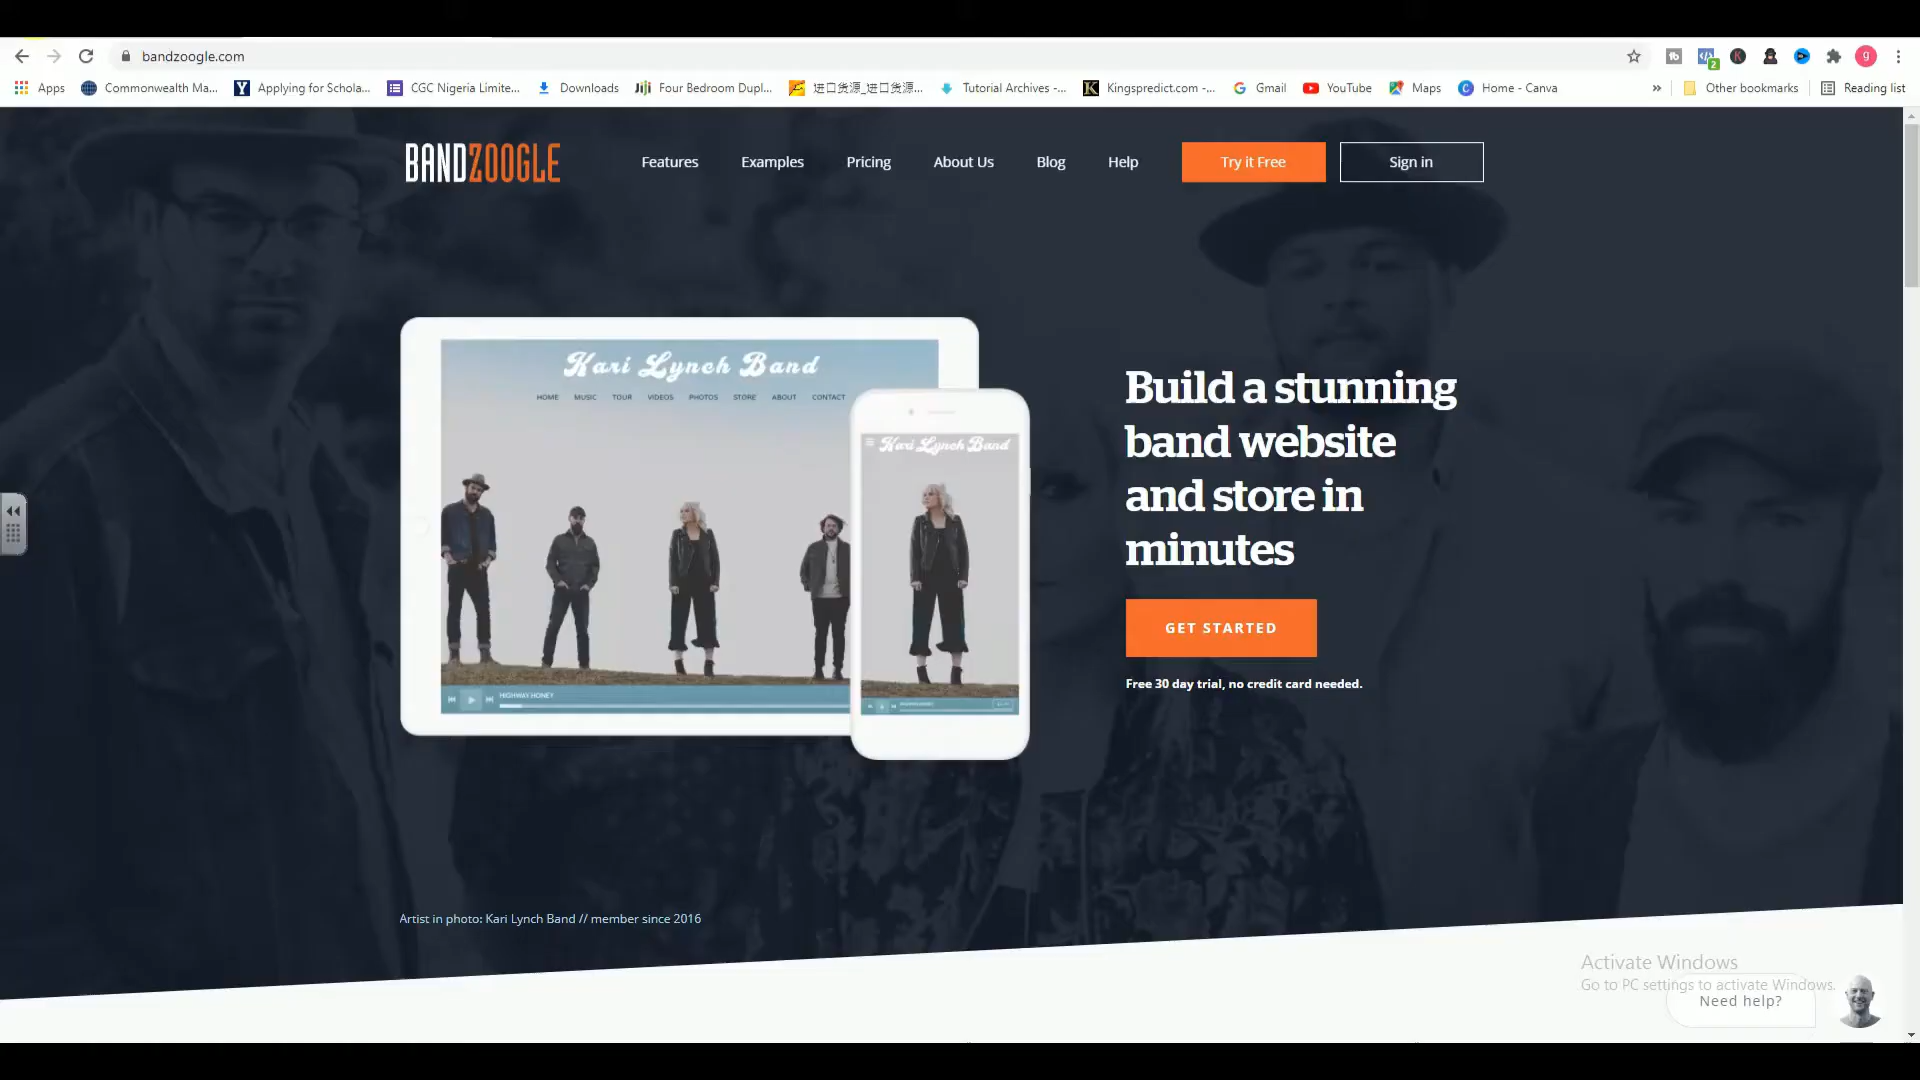 bandzoogle.com
g
2
Apps
Commonwealth Ma...
Applying for Schola...
CGC Nigeria Limite...
Downloads
Four Bedroom Dupl...
进口货源_进口货源...
Tutorial Archives -...
Kingspredict.com -...
Gmail
YouTube
Maps
Home - Canva
»
Other bookmarks
Reading list
BANDZOOGLE
Features
Examples
Pricing
About Us
Blog
Help
Try it Free
Sign in
Kari Lynch Band
HOME MUSIC TOUR VIDEOS PHOTOS STORE ABOUT CONTACT
Kari Lynch Band
HIGHWAY HONEY
Build a stunning
band website
and store in
minutes
GET STARTED
Free 30 day trial, no credit card needed.
Artist in photo: Kari Lynch Band // member since 2016
Activate Windows
Go to PC settings to activate Windows.
Need help?